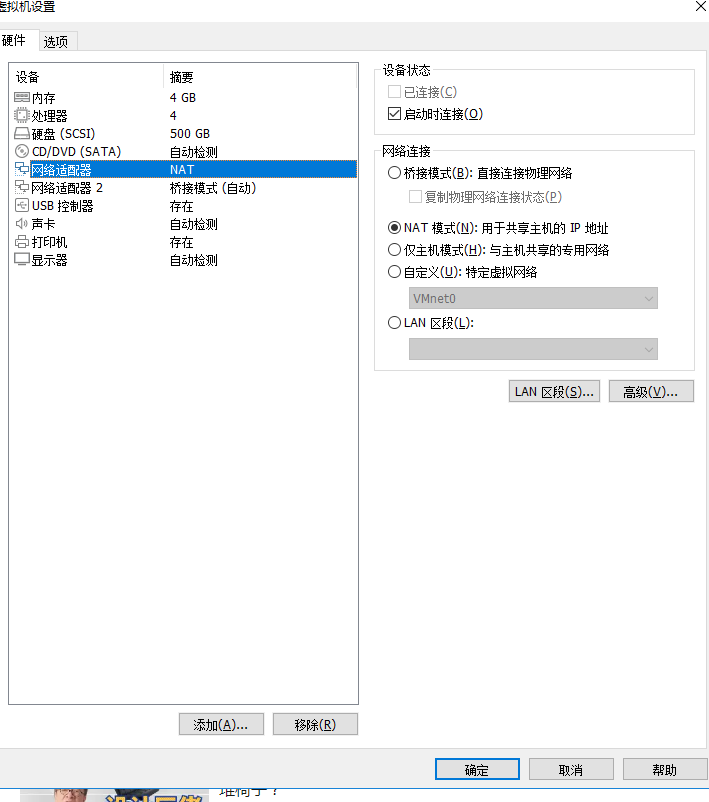 虚拟机设置
硬件 选项
设备 摘要
内存 4 GB
处理器 4
硬盘 (SCSI) 500 GB
CD/DVD (SATA) 自动检测
网络适配器 NAT
网络适配器 2 桥接模式 (自动)
USB 控制器 存在
声卡 自动检测
打印机 存在
显示器 自动检测
添加(A)... 移除(R)
设备状态
已连接(C)
启动时连接(O)
网络连接
桥接模式(B): 直接连接物理网络
复制物理网络连接状态(P)
NAT 模式(N): 用于共享主机的 IP 地址
仅主机模式(H): 与主机共享的专用网络
自定义(U): 特定虚拟网络
VMnet0
LAN 区段(L):
LAN 区段(S)... 高级(V)...
确定 取消 帮助